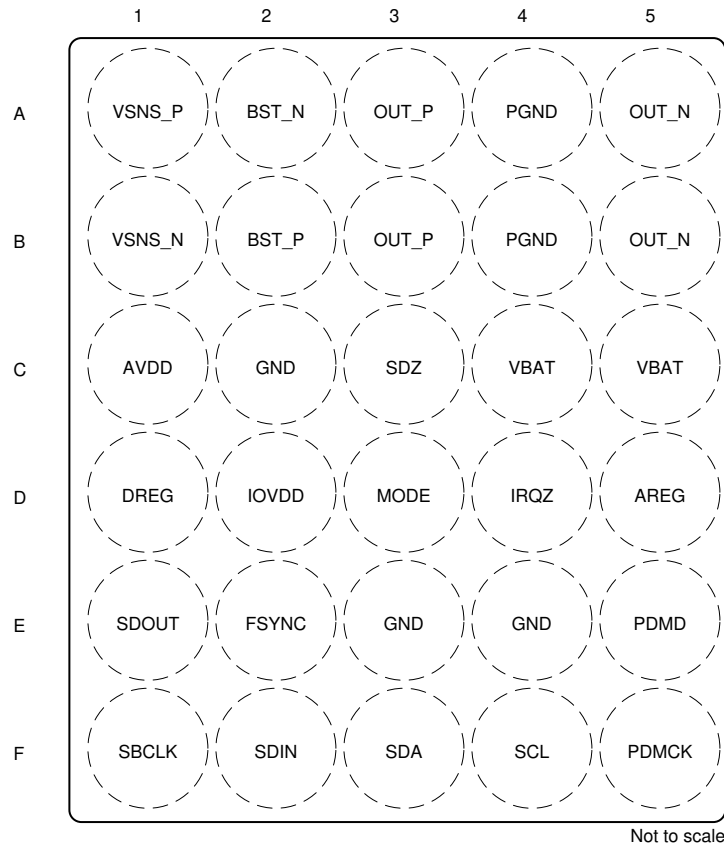 1 2 3 4 5
A VSNS_P BST_N OUT_P PGND OUT_N
B VSNS_N BST_P OUT_P PGND OUT_N
C AVDD GND SDZ VBAT VBAT
D DREG IOVDD MODE IRQZ AREG
E SDOUT FSYNC GND GND PDMD
F SBCLK SDIN SDA SCL PDMCK
Not to scale